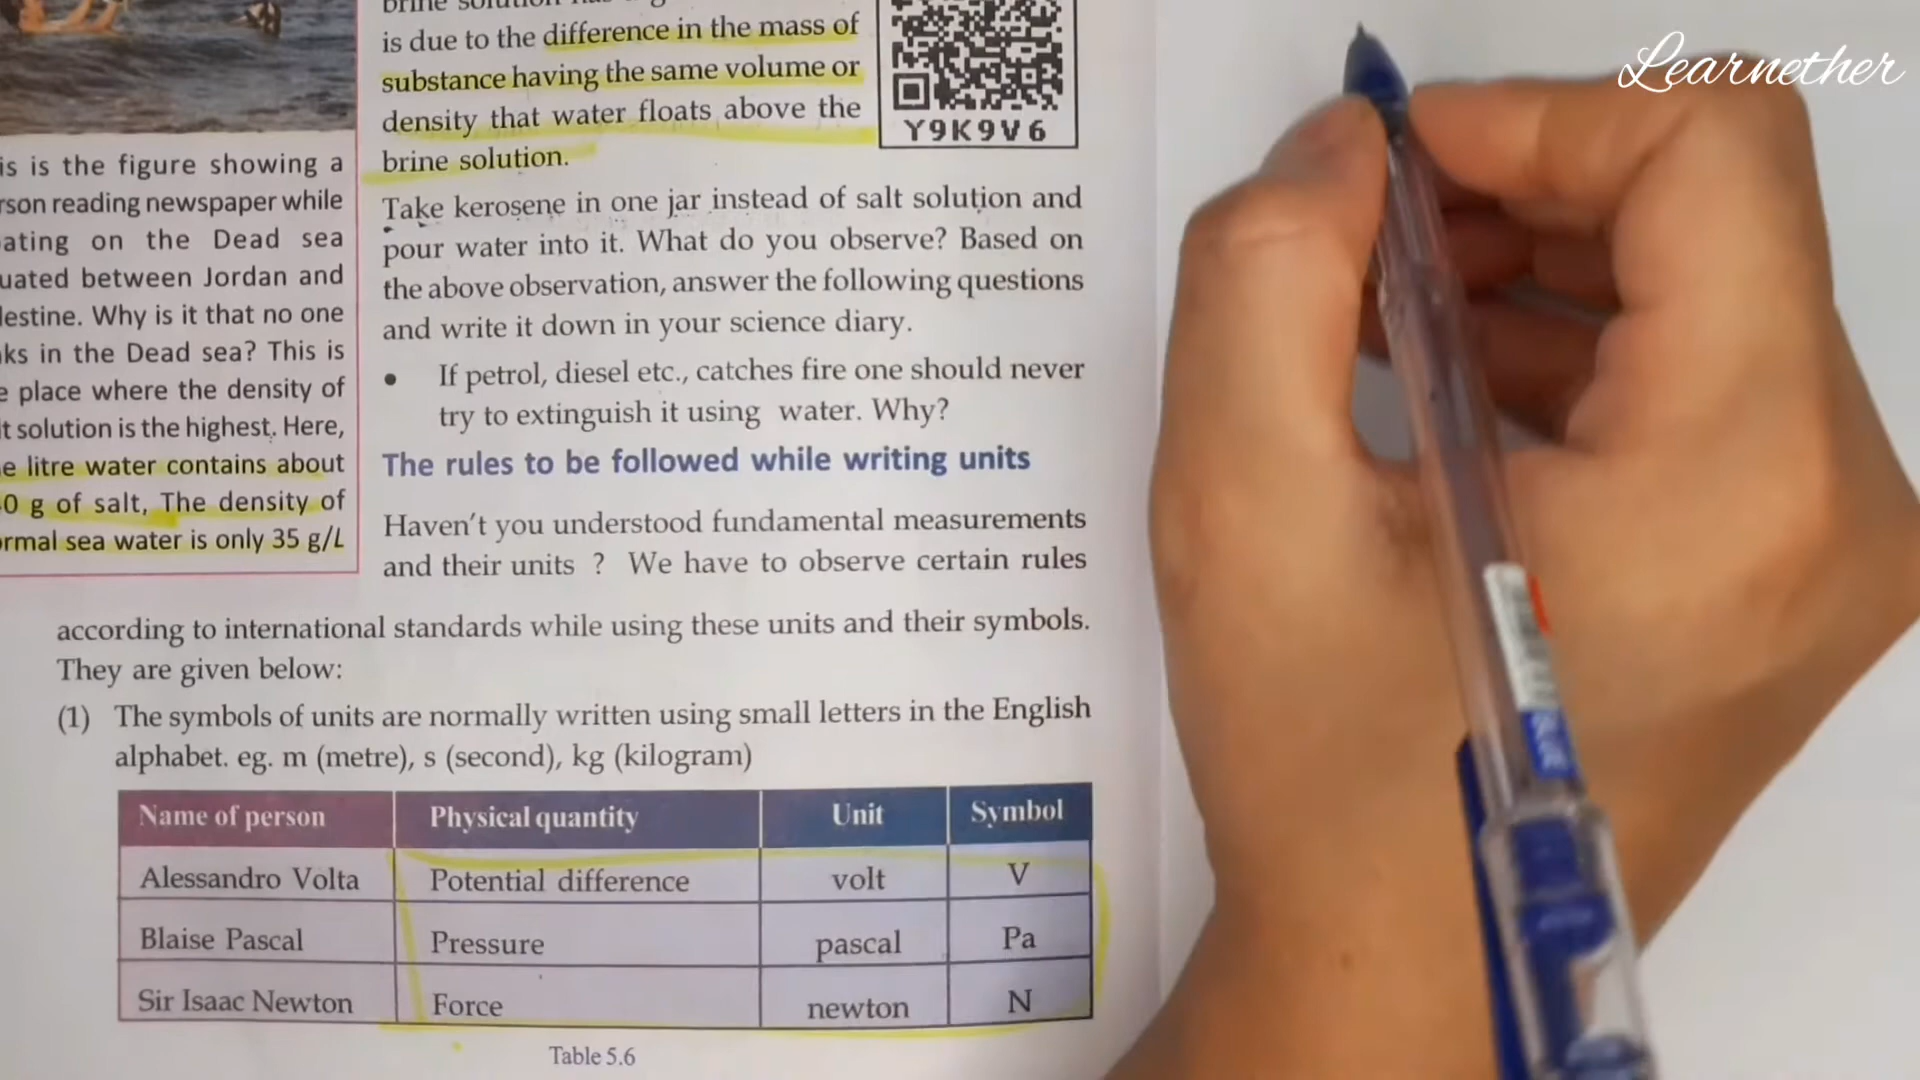 is due to the difference in the mass of
substance having the same volume or
density that water floats above the
brine solution.
Y9K9V6
Learnether
is is the figure showing a
rson reading newspaper while
ating on the Dead sea
uated between Jordan and
lestine. Why is it that no one
ks in the Dead sea? This is
e place where the density of
t solution is the highest. Here,
e litre water contains about
0 g of salt, The density of
ormal sea water is only 35 g/L
Take kerosene in one jar instead of salt solution and
pour water into it. What do you observe? Based on
the above observation, answer the following questions
and write it down in your science diary.
• If petrol, diesel etc., catches fire one should never
try to extinguish it using water. Why?
The rules to be followed while writing units
Haven't you understood fundamental measurements
and their units ? We have to observe certain rules
according to international standards while using these units and their symbols.
They are given below:
(1) The symbols of units are normally written using small letters in the English
alphabet. eg. m (metre), s (second), kg (kilogram)
Name of person Physical quantity Unit Symbol
Alessandro Volta Potential difference volt V
Blaise Pascal Pressure pascal Pa
Sir Isaac Newton Force newton N
Table 5.6